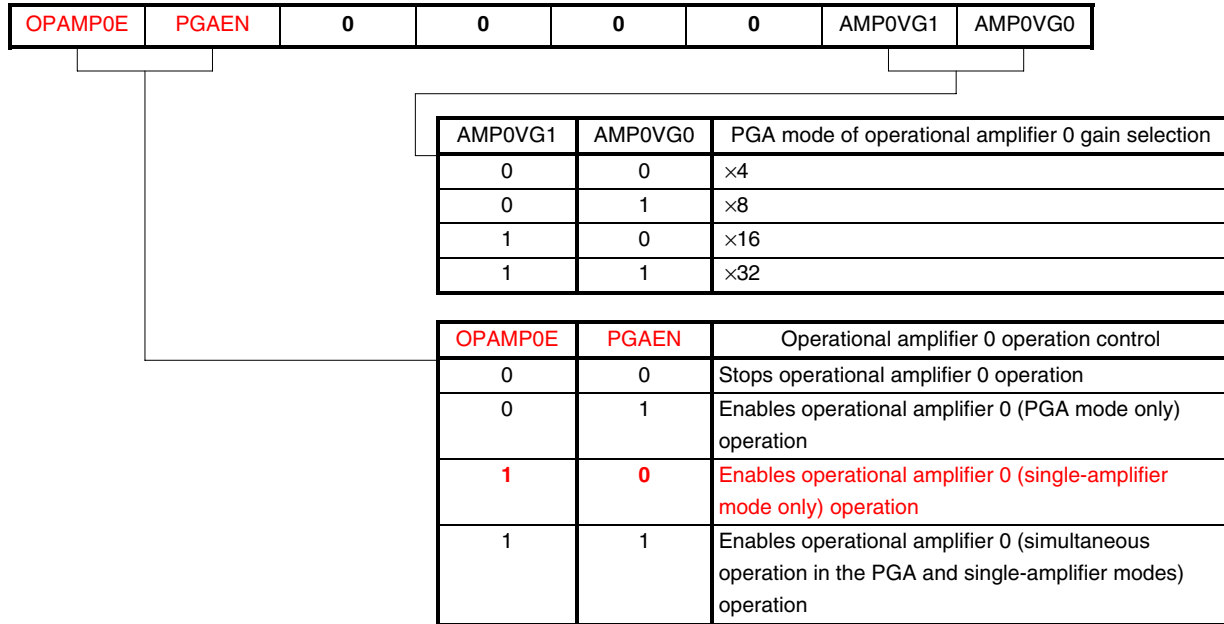 OPAMP0E PGAEN 0 0 0 0 AMP0VG1 AMP0VG0
AMP0VG1 AMP0VG0 PGA mode of operational amplifier 0 gain selection
0 0 ×4
0 1 ×8
1 0 ×16
1 1 ×32
OPAMP0E PGAEN Operational amplifier 0 operation control
0 0 Stops operational amplifier 0 operation
0 1 Enables operational amplifier 0 (PGA mode only)
operation
1 0 Enables operational amplifier 0 (single-amplifier
mode only) operation
1 1 Enables operational amplifier 0 (simultaneous
operation in the PGA and single-amplifier modes)
operation